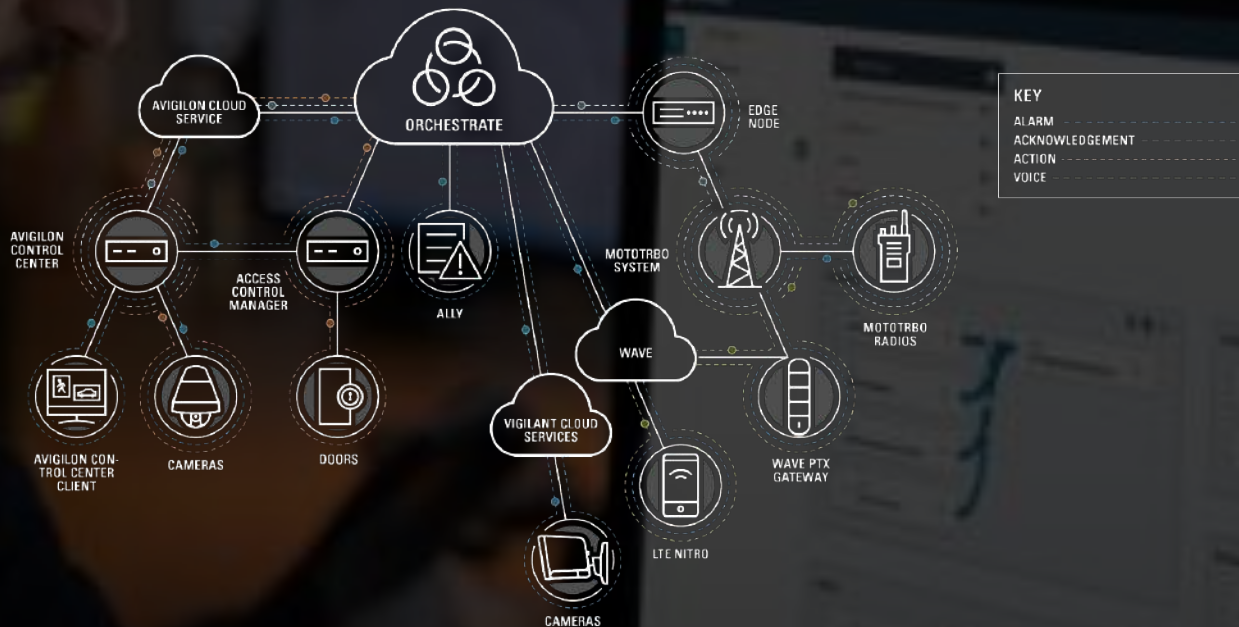 AVIGILON CLOUD
SERVICE
ORCHESTRATE
EDGE
NODE
KEY
ALARM
ACKNOWLEDGEMENT
ACTION
VOICE
AVIGILON
CONTROL
CENTER
ACCESS
CONTROL
MANAGER
ALLY
MOTOTRBO
SYSTEM
MOTOTRBO
RADIOS
WAVE
AVIGILON CON-
TROL CENTER
CLIENT
CAMERAS
DOORS
VIGILANT CLOUD
SERVICES
WAVE PTX
GATEWAY
LTE NITRO
CAMERAS